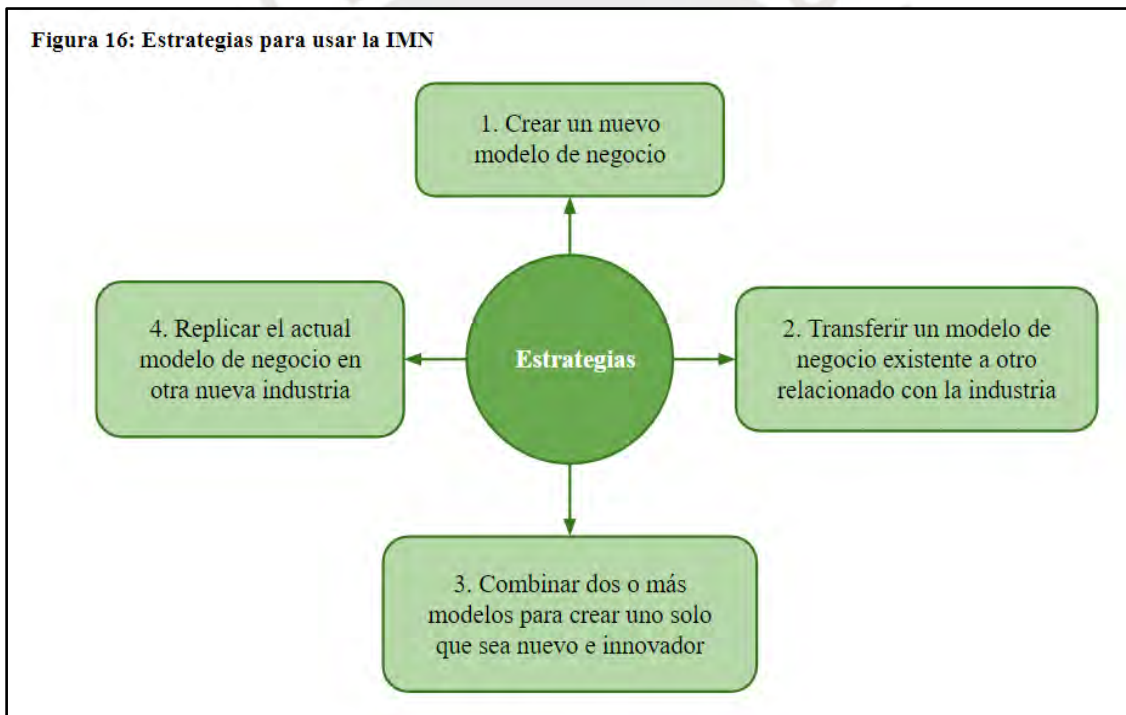 Figura 16: Estrategias para usar la IMN
1. Crear un nuevo
modelo de negocio
4. Replicar el actual
modelo de negocio en
otra nueva industria
Estrategias
2. Transferir un modelo de
negocio existente a otro
relacionado con la industria
3. Combinar dos o más
modelos para crear uno solo
que sea nuevo e innovador